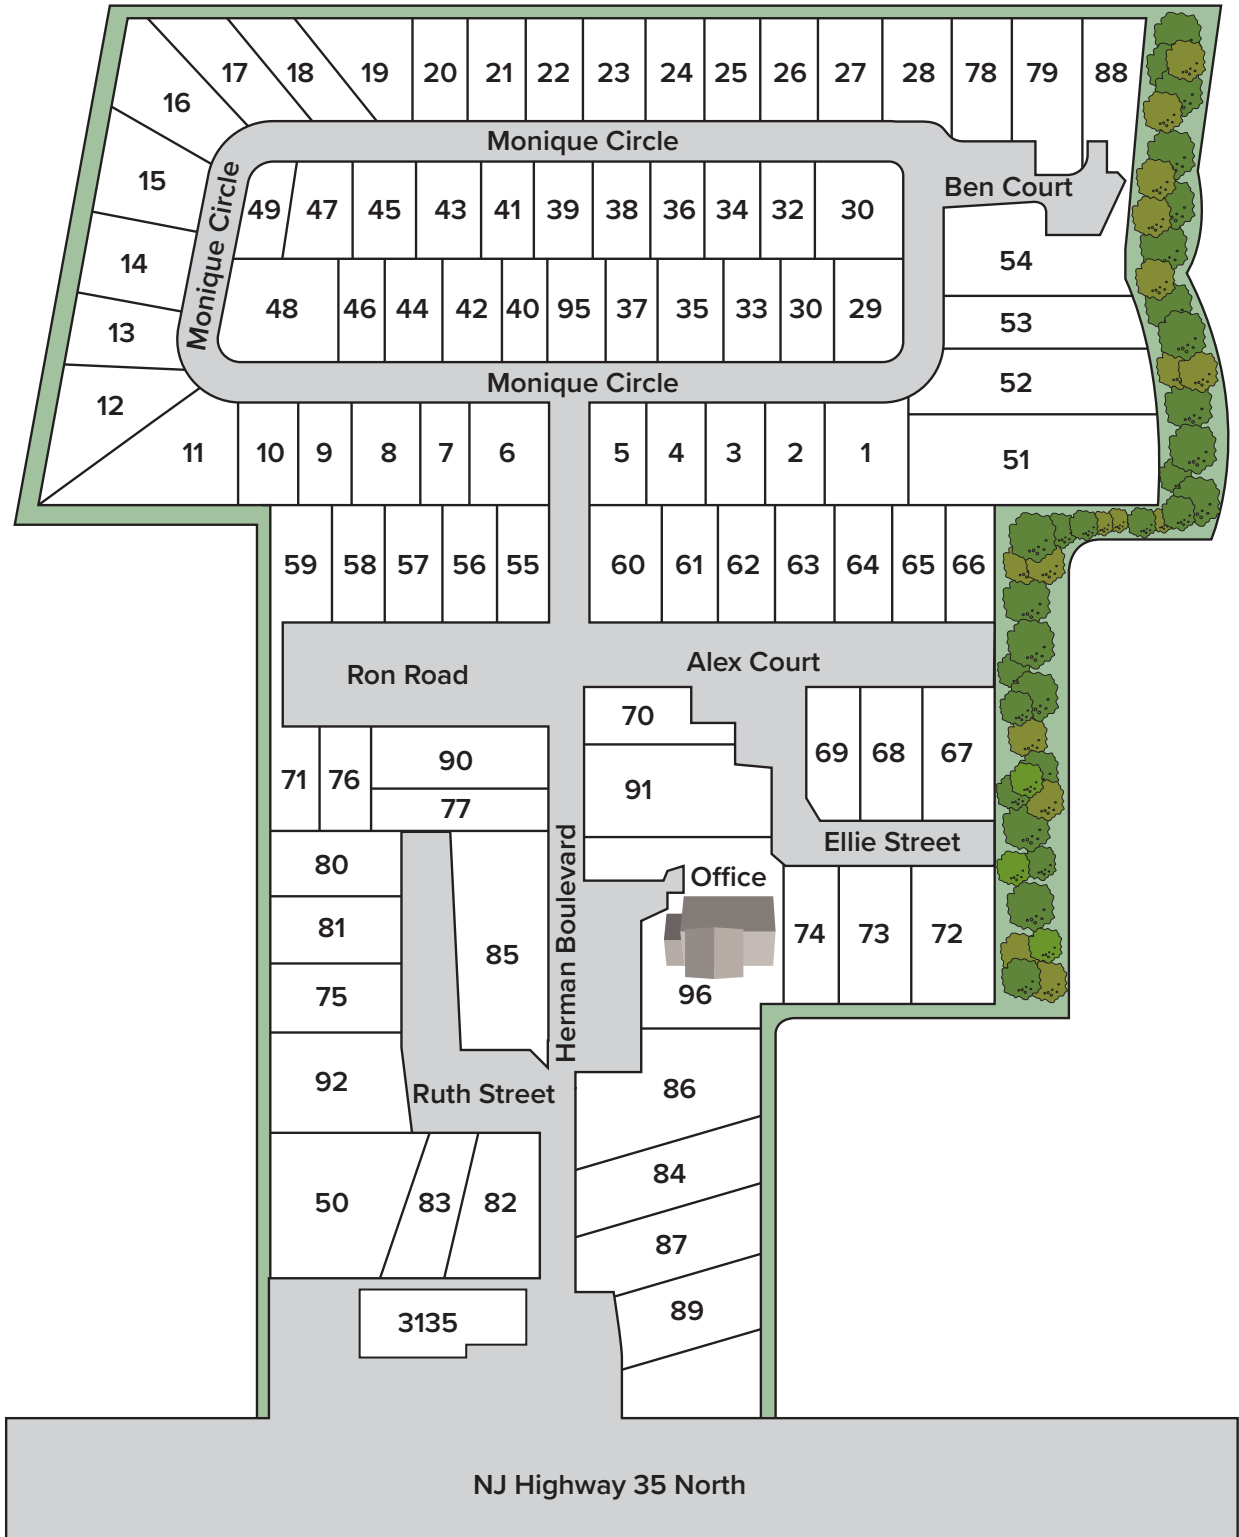 17 18 19 20 21 22 23 24 25 26 27 28 78 79 88
16
Monique Circle
15
Ben Court
Monique Circle
49 47 45 43 41 39 38 36 34 32 30
14
54
13
48 46 44 42 40 95 37 35 33 30 29
53
Monique Circle
52
12
11 10 9 8 7 6 5 4 3 2 1
51
59 58 57 56 55 60 61 62 63 64 65 66
Ron Road
Alex Court
70
69 68 67
71 76
90
91
77
Ellie Street
80
Office
Herman Boulevard
81
85
74 73 72
75
96
92
Ruth Street
86
84
50 83 82
87
89
3135
NJ Highway 35 North